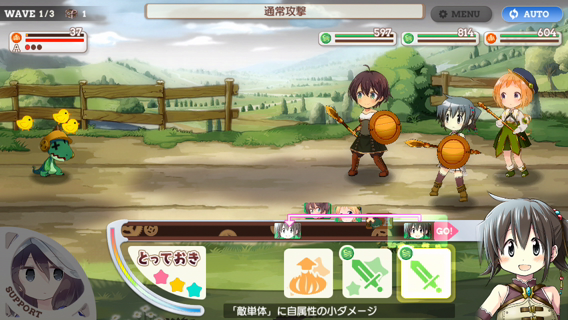 WAVE 1/3
1
通常攻撃
MENU
AUTO
37
A
597
814
604
GO!
とっておき
SUPPORT
「敵単体」に自属性の小ダメージ